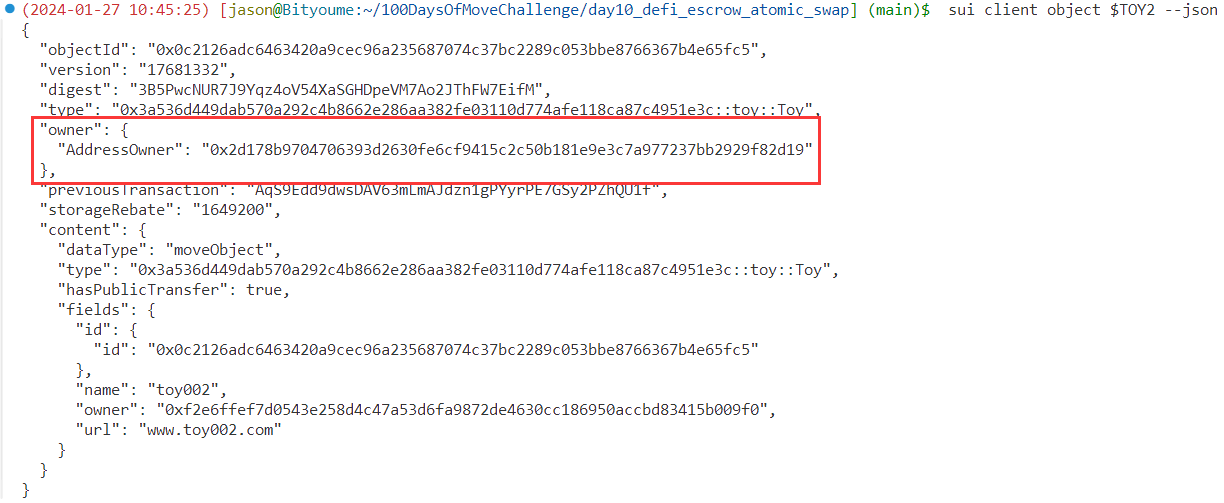 (2024-01-27 10:45:25) [jason@Bityoume:~/100DaysOfMoveChallenge/day10_defi_escrow_atomic_swap] (main)$  sui client object $TOY2 --json
{
  "objectId": "0x0c2126adc6463420a9cec96a235687074c37bc2289c053bbe8766367b4e65fc5",
  "version": "17681332",
  "digest": "3B5PwcNUR7J9Yqz4oV54XaSGHDpeVM7Ao2JThFW7EifM",
  "type": "0x3a536d449dab570a292c4b8662e286aa382fe03110d774afe118ca87c4951e3c::toy::Toy",
  "owner": {
    "AddressOwner": "0x2d178b9704706393d2630fe6cf9415c2c50b181e9e3c7a977237bb2929f82d19"
  },
  "previousTransaction": "AqS9Edd9dwsDAV63mLmAJdzn1gPYyrPE7GSy2PZhQU1f",
  "storageRebate": "1649200",
  "content": {
    "dataType": "moveObject",
    "type": "0x3a536d449dab570a292c4b8662e286aa382fe03110d774afe118ca87c4951e3c::toy::Toy",
    "hasPublicTransfer": true,
    "fields": {
      "id": {
        "id": "0x0c2126adc6463420a9cec96a235687074c37bc2289c053bbe8766367b4e65fc5"
      },
      "name": "toy002",
      "owner": "0xf2e6ffef7d0543e258d4c47a53d6fa9872de4630cc186950accbd83415b009f0",
      "url": "www.toy002.com"
    }
  }
}